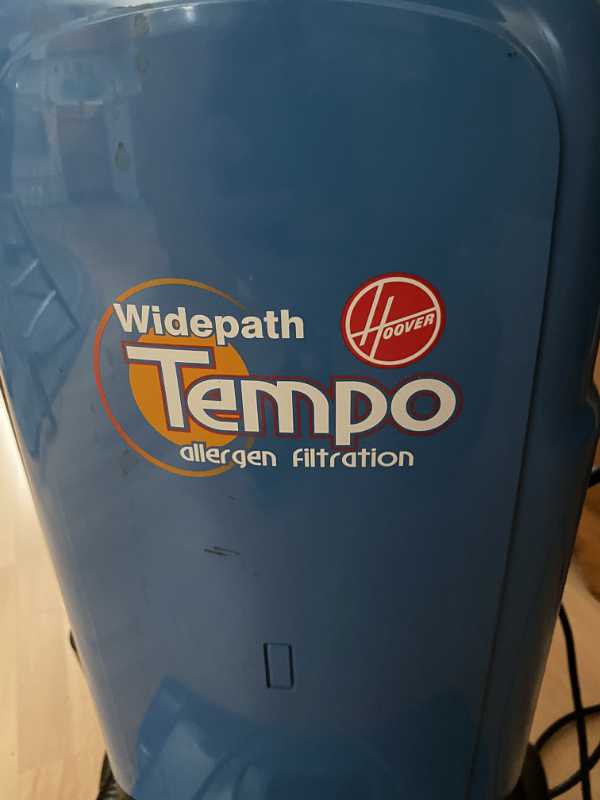 Widepath
HOOVER
Tempo
allergen filtration